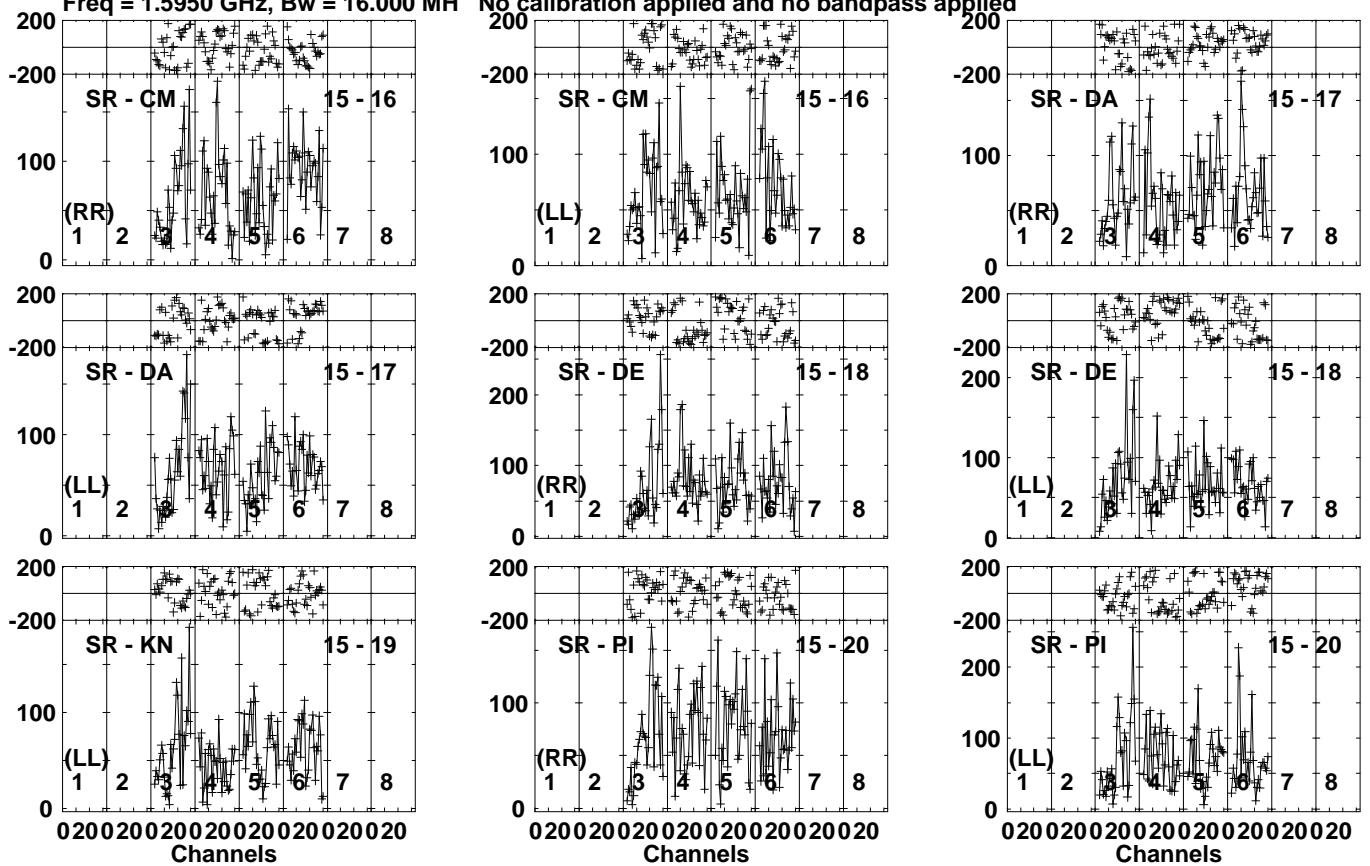 Freq = 1.5950 GHz, Bw = 16.000 MH No calibration applied and no bandpass applied
200 200 200
-200 -200 -200
SR - CM 15 - 16 SR - CM 15 - 16 SR - DA 15 - 17
100 100 100
(RR) (LL) (RR)
1 2 3 4 5 6 7 8 1 2 3 4 5 6 7 8 1 2 3 4 5 6 7 8
0 0 0
200 200 200
-200 -200 -200
SR - DA 15 - 17 SR - DE 15 - 18 SR - DE 15 - 18
200 200
100 100 100
(LL) (RR) (LL)
1 2 3 4 5 6 7 8 1 2 3 4 5 6 7 8 1 2 3 4 5 6 7 8
0 0 0
200 200 200
-200 -200 -200
SR - KN 15 - 19 SR - PI 15 - 20 SR - PI 15 - 20
200
100 100 100
(LL) (RR) (LL)
1 2 3 4 5 6 7 8 1 2 3 4 5 6 7 8 1 2 3 4 5 6 7 8
0 0 0
0 20 0 20 0 20 0 20 0 20 0 20 0 20 0 20 0 20 0 20 0 20 0 20 0 20 0 20 0 20 0 20 0 20 0 20 0 20 0 20 0 20 0 20 0 20 0 20
Channels Channels Channels